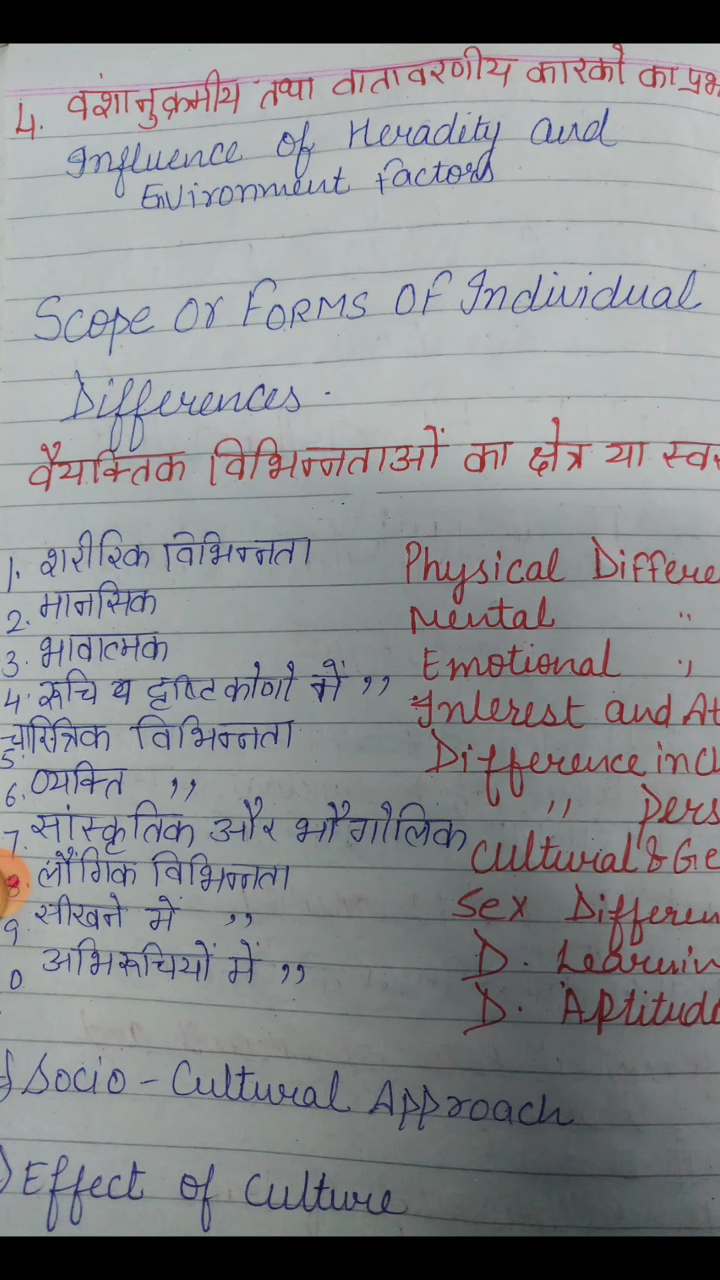 4. वंशानुक्रमीय तथा वातावरणीय कारकों का प्रभ
Influence of Heradity and
Environment factors
Scope or FORMS OF Individual
Differences.
वैयक्तिक विभिन्नताओं का क्षेत्र या स्व
1. शरीरिक विभिन्नता Physical Differe
2. मानसिक Mental "
3. भावात्मक Emotional "
4. रूचि व दृष्टिकोणो में ,, Interest and At
5. चारित्रिक विभिन्नता Difference in C
6. व्यक्ति ,, " Pers
7. सांस्कृतिक और भौगोलिक Cultural & Ge
8. लौंगिक विभिन्नता Sex Differen
9. सीखने में ,, D. Learnin
0 अभिरूचियों में ,, D. Aptitude
Socio-Cultural Approach
Effect of Culture